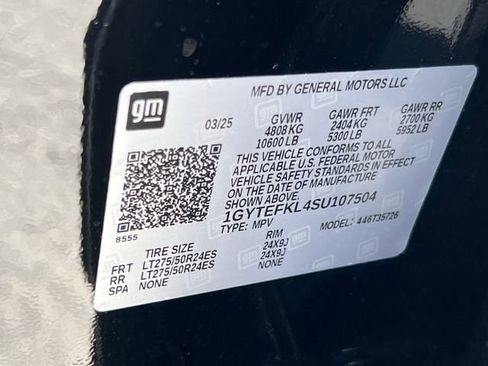 MFD BY GENERAL MOTORS LLC
gm
03/25 GVWR GAWR FRT GAWR RR
4808 KG 2404 KG 2700 KG
10600 LB 5300 LB 5952 LB
THIS VEHICLE CONFORMS TO ALL
APPLICABLE U.S. FEDERAL MOTOR
VEHICLE SAFETY STANDARDS IN EFFECT
ON THE DATE OF MANUFACTURE
SHOWN ABOVE.
1GYTEFKL4SU107504
TYPE: MPV MODEL: 446T35726
8555
TIRE SIZE RIM
FRT LT275/50R24ES 24X9J
RR LT275/50R24ES 24X9J
SPA NONE NONE